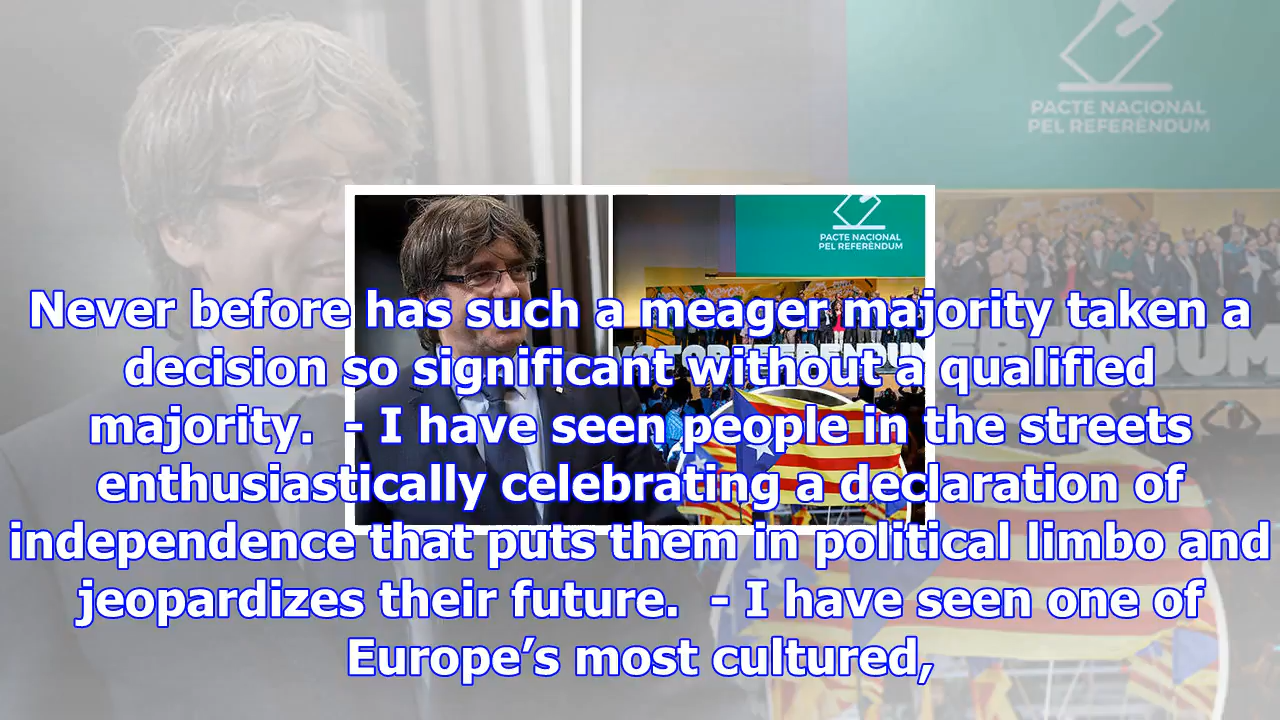 PACTE NACIONAL
PEL REFERÈNDUM
PACTE NACIONAL
PEL REFERÈNDUM
Never before has such a meager majority taken a
decision so significant without a qualified
majority.  - I have seen people in the streets
enthusiastically celebrating a declaration of
independence that puts them in political limbo and
jeopardizes their future.  - I have seen one of
Europe’s most cultured,